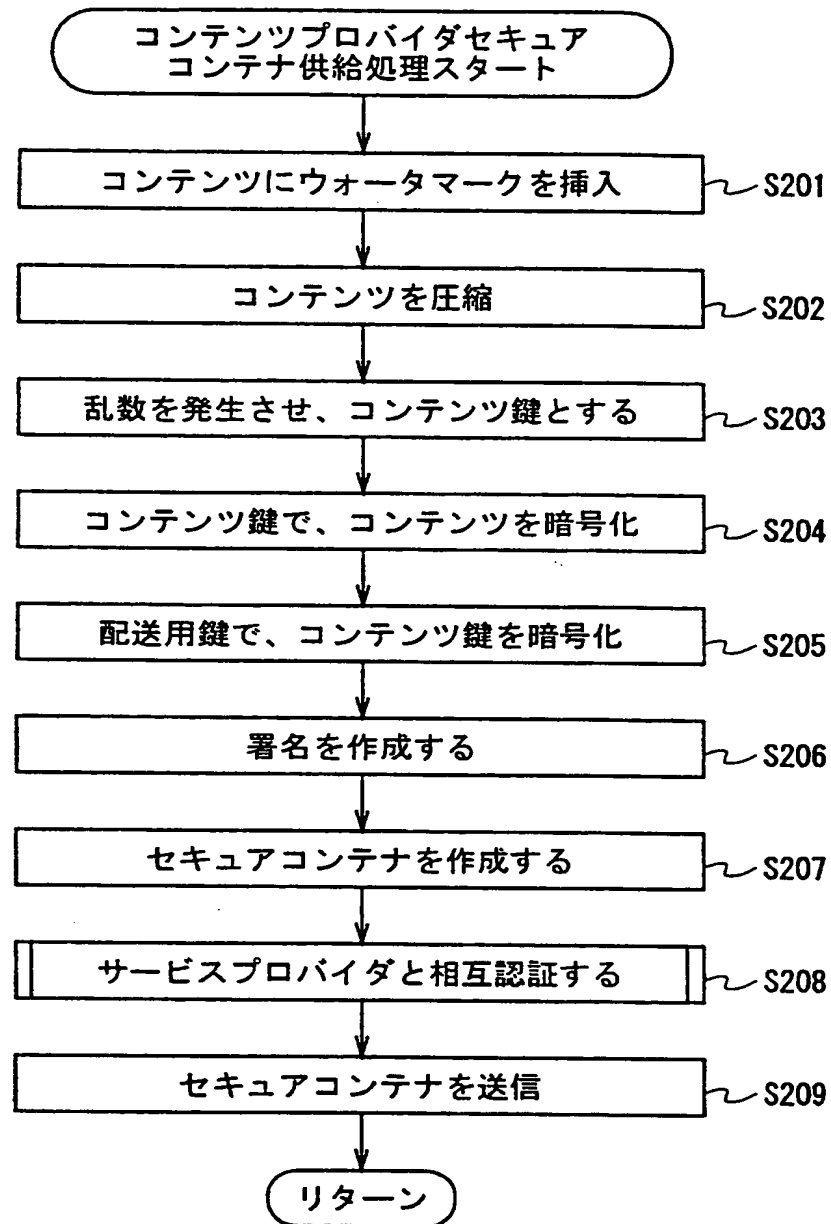 コンテンツプロバイダセキュア
コンテナ供給処理スタート
コンテンツにウォータマークを挿入
S201
コンテンツを圧縮
S202
乱数を発生させ、コンテンツ鍵とする
S203
コンテンツ鍵で、コンテンツを暗号化
S204
配送用鍵で、コンテンツ鍵を暗号化
S205
署名を作成する
S206
セキュアコンテナを作成する
S207
サービスプロバイダと相互認証する
S208
セキュアコンテナを送信
S209
リターン